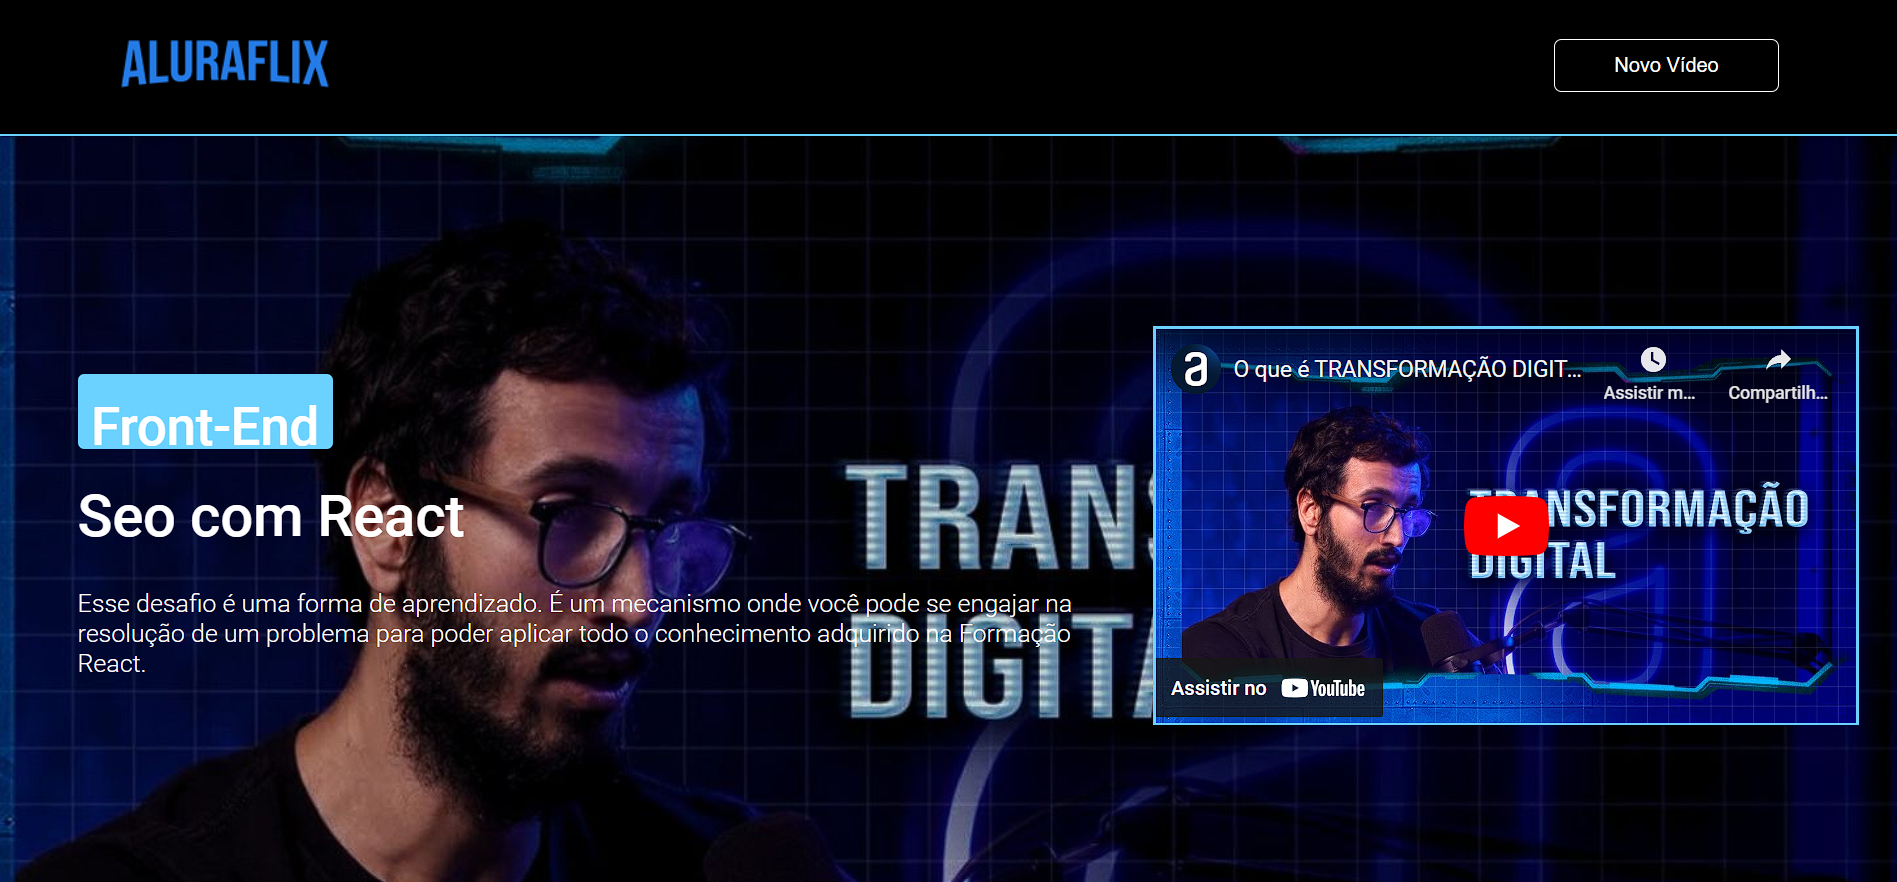 ALURAFLIX
Novo Vídeo
Front-End
Seo com React
Esse desafio é uma forma de aprendizado. É um mecanismo onde você pode se engajar na
resolução de um problema para poder aplicar todo o conhecimento adquirido na Formação
React.
TRANS
DIGITA
a
O que é TRANSFORMAÇÃO DIGIT...
Assistir m...
Compartilh...
TRANSFORMAÇÃO
DIGITAL
Assistir no YouTube